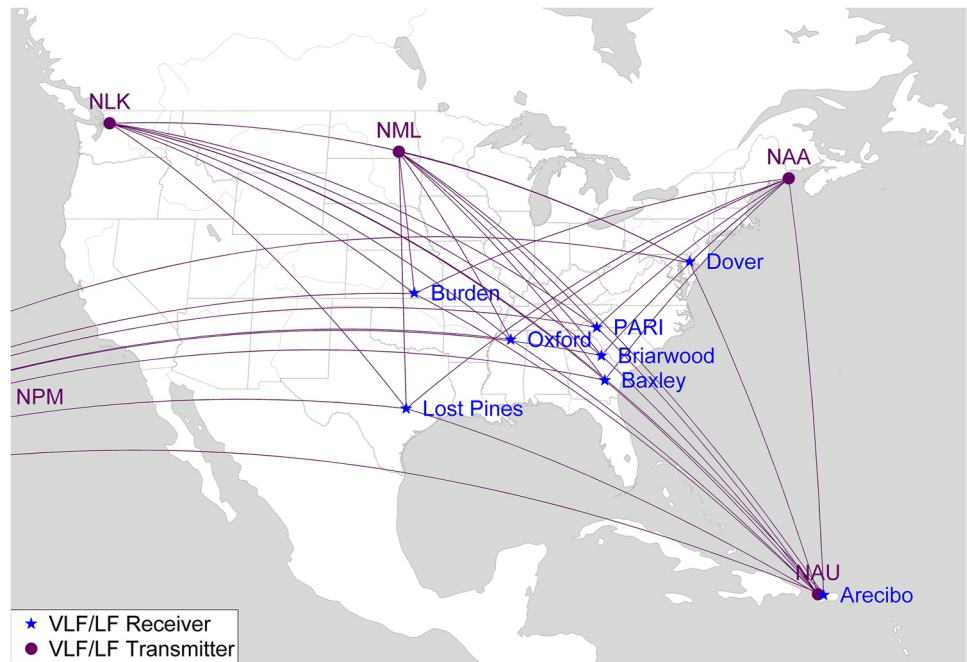 NLK
NML
NAA
Dover
Burden
PARI
Oxford
Briarwood
Baxley
NPM
Lost Pines
NAU
Arecibo
VLF/LF Receiver
VLF/LF Transmitter